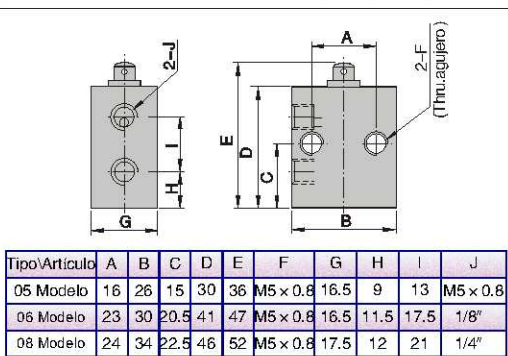 2-J
A
2-F
(Thru.agujero)
E
D
C
I
H
G
B
Tipo\Artículo A B C D E F G H I J
05 Modelo 16 26 15 30 36 M5×0.8 16.5 9 13 M5×0.8
06 Modelo 23 30 20.5 41 47 M5×0.8 16.5 11.5 17.5 1/8"
08 Modelo 24 34 22.5 46 52 M5×0.8 17.5 12 21 1/4"